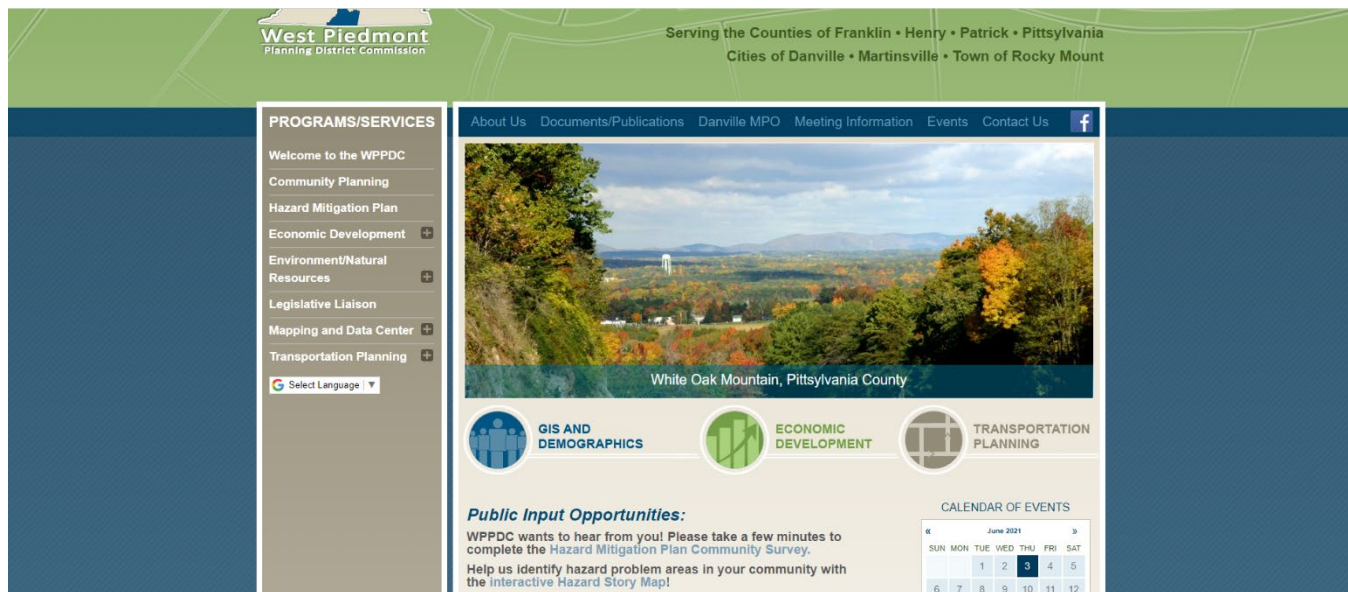 West Piedmont
Planning District Commission
Serving the Counties of Franklin • Henry • Patrick • Pittsylvania
Cities of Danville • Martinsville • Town of Rocky Mount
PROGRAMS/SERVICES
Welcome to the WPPDC
Community Planning
Hazard Mitigation Plan
Economic Development
Environment/Natural
Resources
Legislative Liaison
Mapping and Data Center
Transportation Planning
Select Language ▼
About Us Documents/Publications Danville MPO Meeting Information Events Contact Us
White Oak Mountain, Pittsylvania County
GIS AND
DEMOGRAPHICS
ECONOMIC
DEVELOPMENT
TRANSPORTATION
PLANNING
Public Input Opportunities:
WPPDC wants to hear from you! Please take a few minutes to
complete the Hazard Mitigation Plan Community Survey.
Help us identify hazard problem areas in your community with
the interactive Hazard Story Map!
CALENDAR OF EVENTS
« June 2021 »
SUN MON TUE WED THU FRI SAT
1 2 3 4 5
6 7 8 9 10 11 12